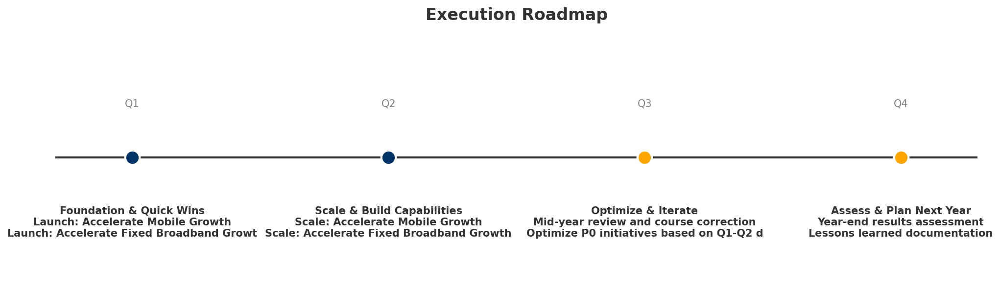 Execution Roadmap
Q1
Q2
Q3
Q4
Foundation & Quick Wins
Launch: Accelerate Mobile Growth
Launch: Accelerate Fixed Broadband Growt
Scale & Build Capabilities
Scale: Accelerate Mobile Growth
Scale: Accelerate Fixed Broadband Growth
Optimize & Iterate
Mid-year review and course correction
Optimize P0 initiatives based on Q1-Q2 d
Assess & Plan Next Year
Year-end results assessment
Lessons learned documentation